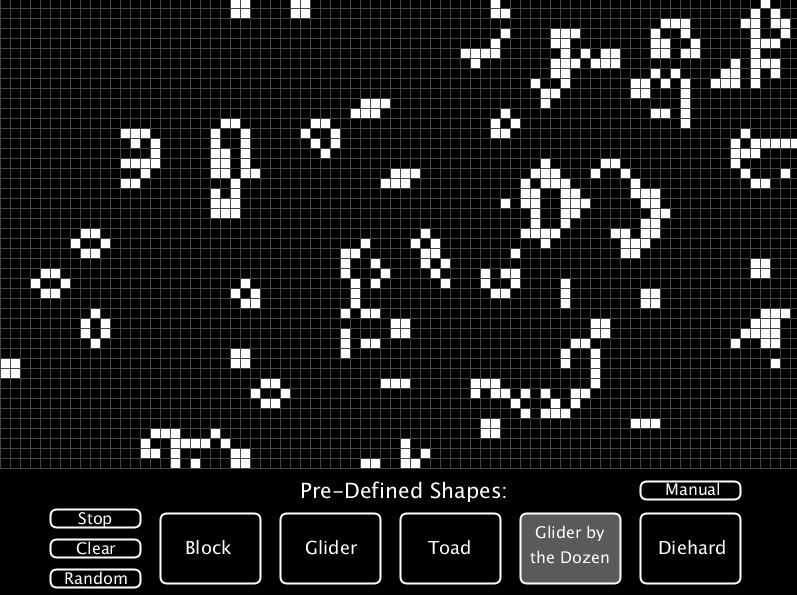 Pre-Defined Shapes:
Manual
Stop
Clear
Random
Block
Glider
Toad
Glider by
the Dozen
Diehard